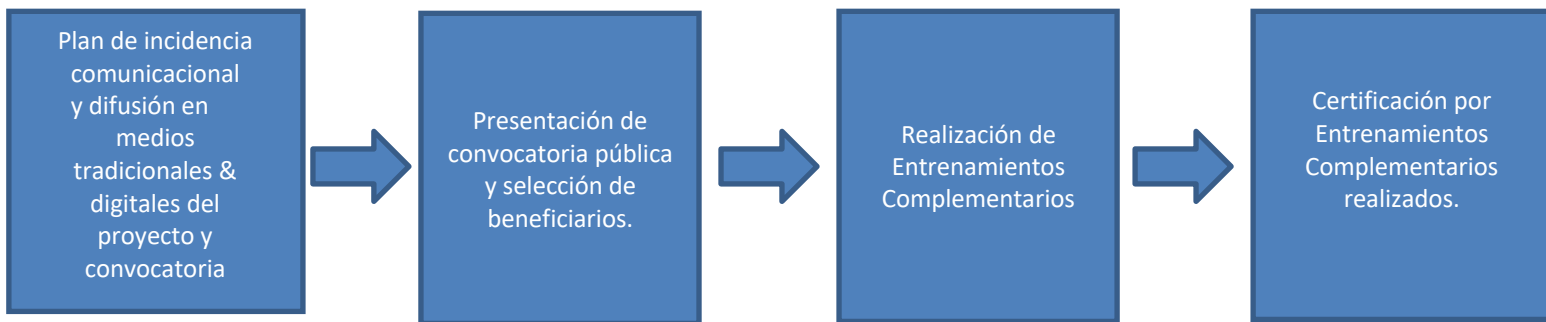 Plan de incidencia
comunicacional
y difusión en
medios
tradicionales &
digitales del
proyecto y
convocatoria
Presentación de
convocatoria pública
y selección de
beneficiarios.
Realización de
Entrenamientos
Complementarios
Certificación por
Entrenamientos
Complementarios
realizados.